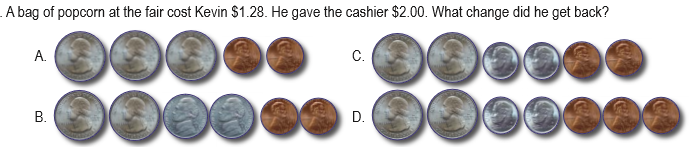 . A bag of popcorn at the fair cost Kevin $1.28. He gave the cashier $2.00. What change did he get back?
A.
C.
B.
D.